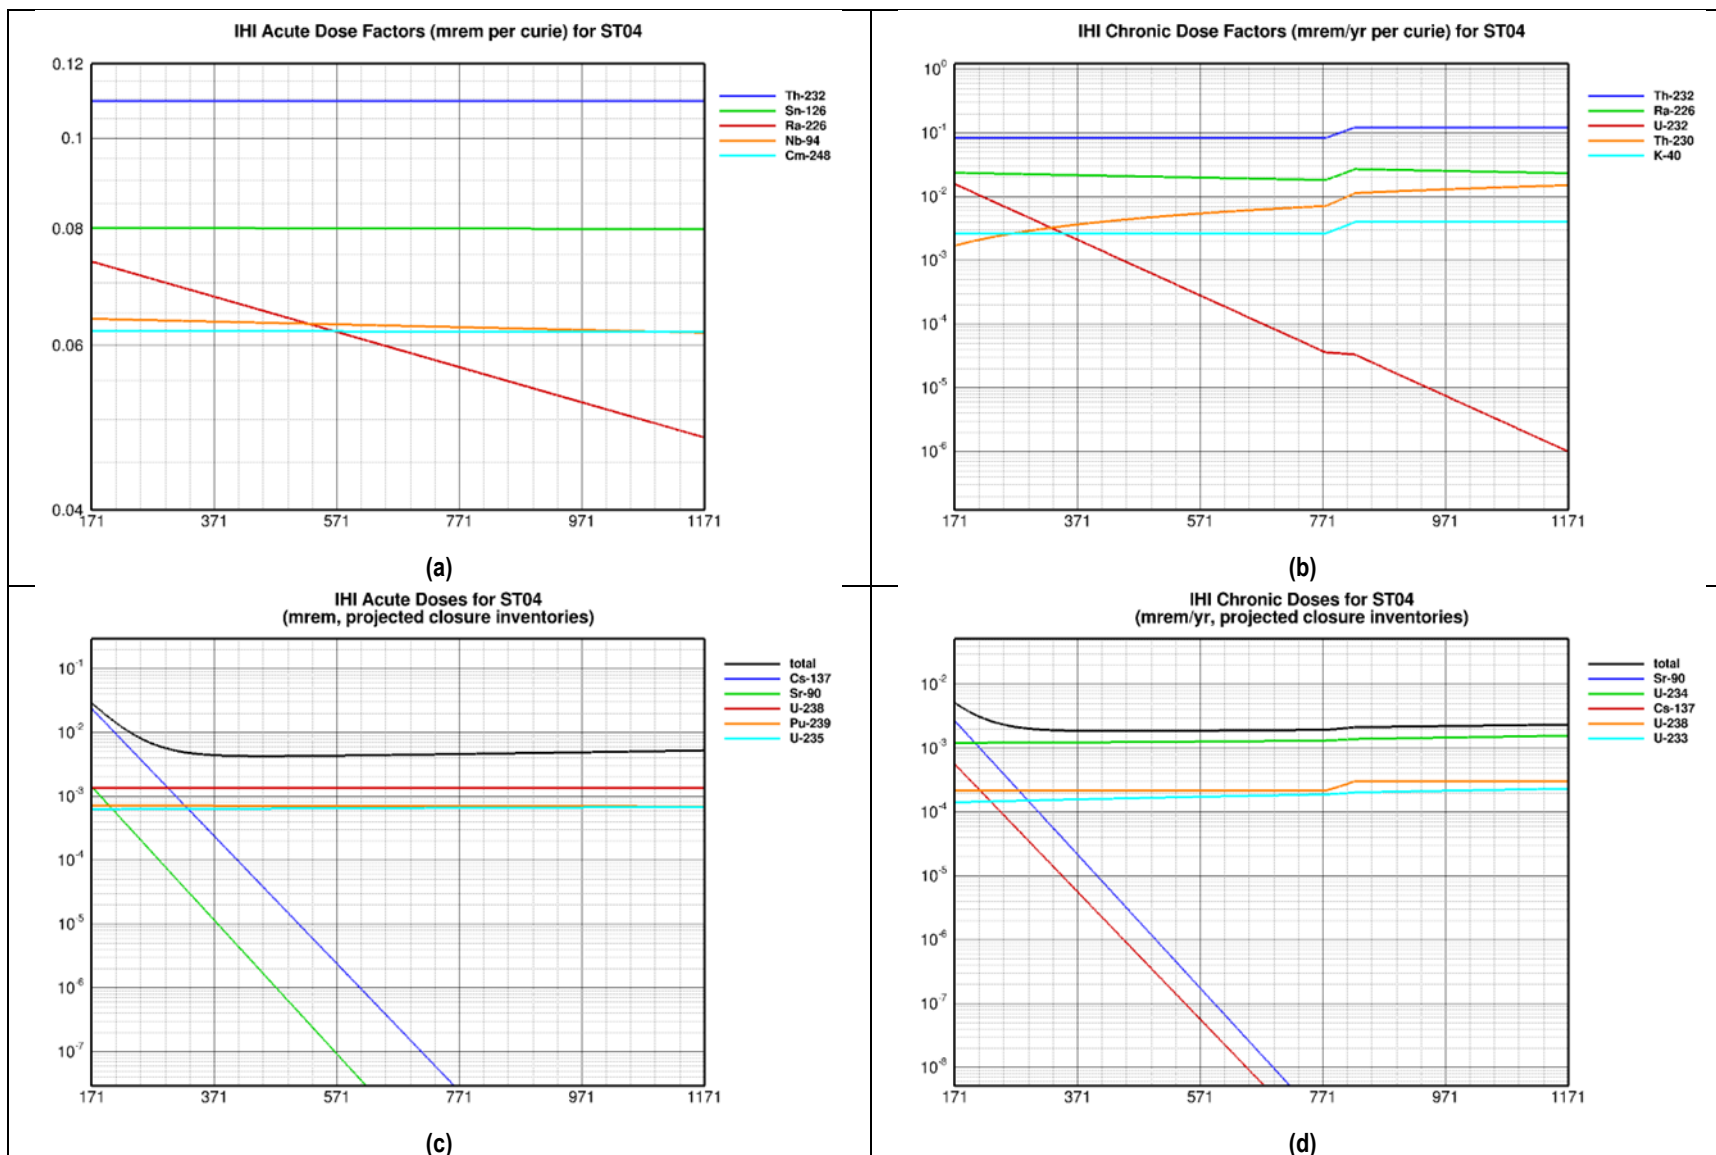 IHI Acute Dose Factors (mrem per curie) for ST04
0.12
0.1
0.08
0.06
0.04
171 371 571 771 971 1171
Th-232
Sn-126
Ra-226
Nb-94
Cm-248
(a)
IHI Chronic Dose Factors (mrem/yr per curie) for ST04
10⁰
10⁻¹
10⁻²
10⁻³
10⁻⁴
10⁻⁵
10⁻⁶
171 371 571 771 971 1171
Th-232
Ra-226
U-232
Th-230
K-40
(b)
IHI Acute Doses for ST04
(mrem, projected closure inventories)
10⁻¹
10⁻²
10⁻³
10⁻⁴
10⁻⁵
10⁻⁶
10⁻⁷
171 371 571 771 971 1171
total
Cs-137
Sr-90
U-238
Pu-239
U-235
(c)
IHI Chronic Doses for ST04
(mrem/yr, projected closure inventories)
10⁻²
10⁻³
10⁻⁴
10⁻⁵
10⁻⁶
10⁻⁷
10⁻⁸
171 371 571 771 971 1171
total
Sr-90
U-234
Cs-137
U-238
U-233
(d)